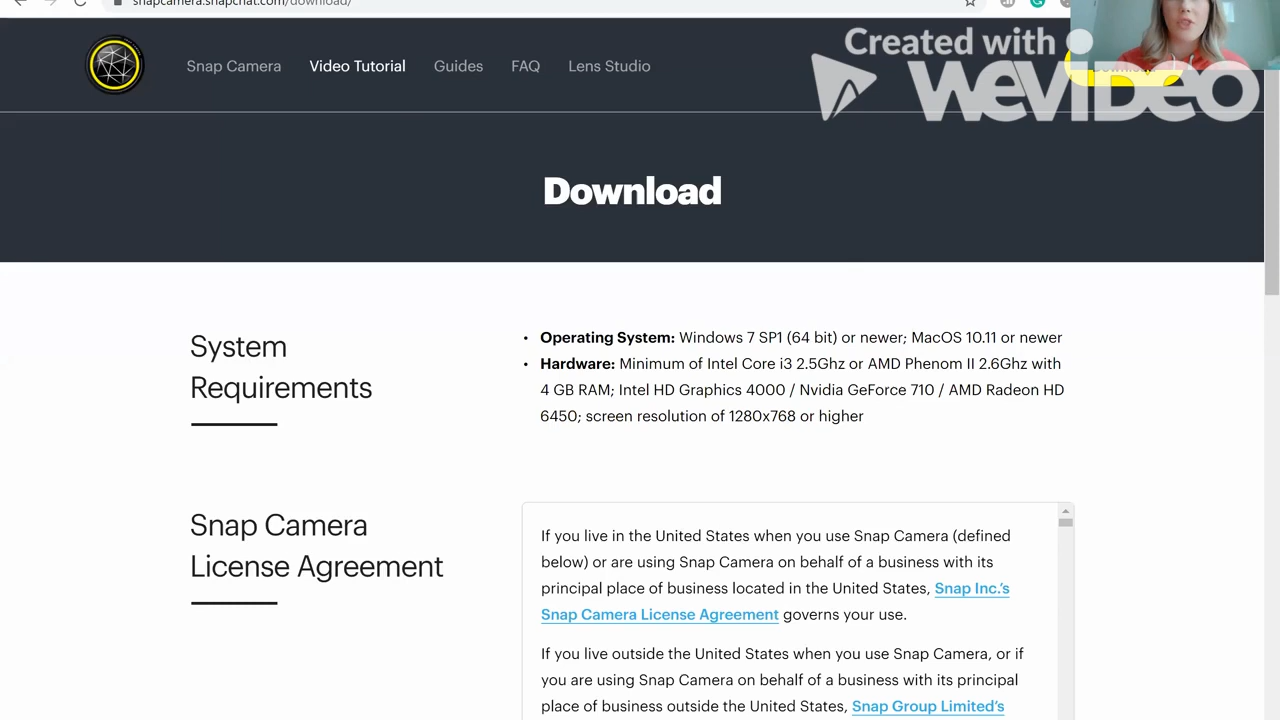 snapcamera.snapchat.com/download/
Created with
WEVIDEO
Snap Camera
Video Tutorial
Guides
FAQ
Lens Studio
Download
System
Requirements
• Operating System: Windows 7 SP1 (64 bit) or newer; MacOS 10.11 or newer
• Hardware: Minimum of Intel Core i3 2.5Ghz or AMD Phenom II 2.6Ghz with
4 GB RAM; Intel HD Graphics 4000 / Nvidia GeForce 710 / AMD Radeon HD
6450; screen resolution of 1280x768 or higher
Snap Camera
License Agreement
If you live in the United States when you use Snap Camera (defined
below) or are using Snap Camera on behalf of a business with its
principal place of business located in the United States, Snap Inc.'s
Snap Camera License Agreement governs your use.
If you live outside the United States when you use Snap Camera, or if
you are using Snap Camera on behalf of a business with its principal
place of business outside the United States, Snap Group Limited's